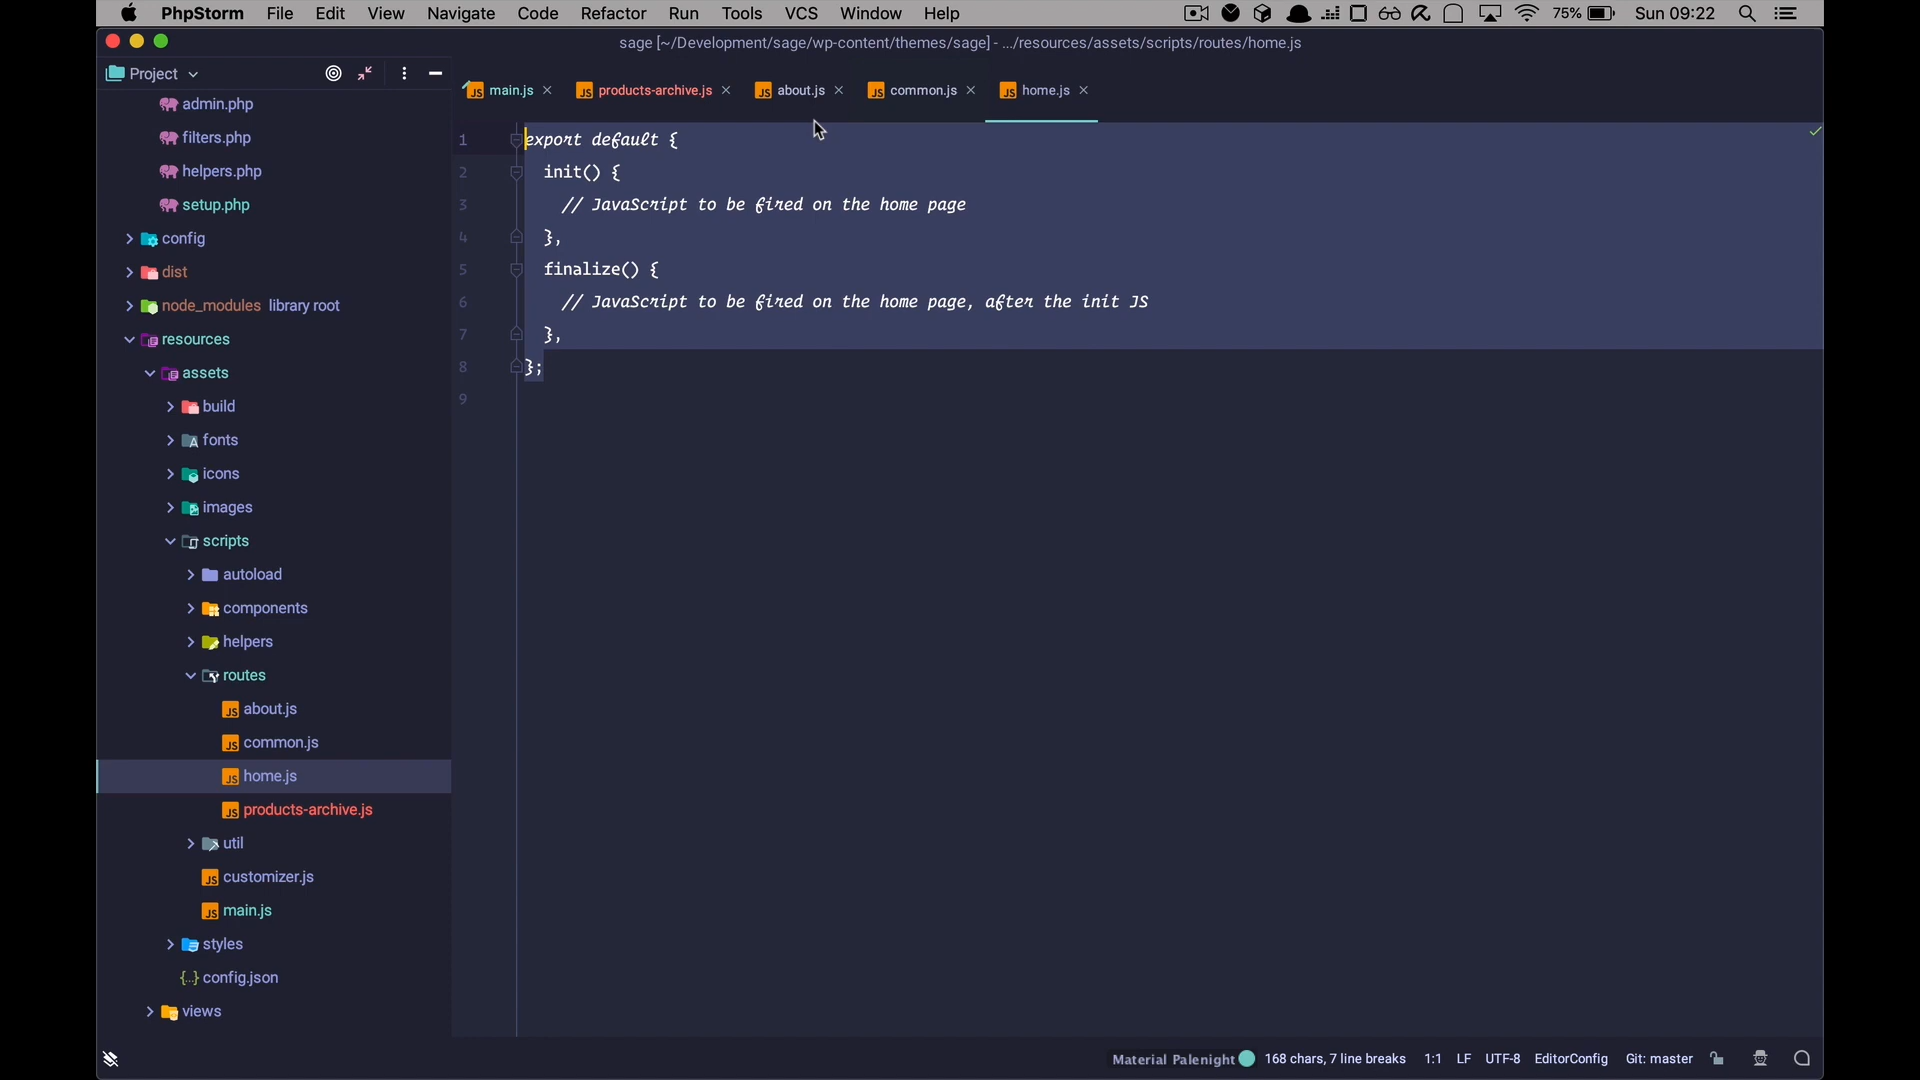 PhpStorm File Edit View Navigate Code Refactor Run Tools VCS Window Help 75% Sun 09:22
sage [~/Development/sage/wp-content/themes/sage] - .../resources/assets/scripts/routes/home.js
Project
main.js products-archive.js about.js common.js home.js
admin.php
filters.php
helpers.php
setup.php
config
dist
node_modules library root
resources
assets
build
fonts
icons
images
scripts
autoload
components
helpers
routes
about.js
common.js
home.js
products-archive.js
util
customizer.js
main.js
styles
config.json
views
1 export default {
2 init() {
3 // JavaScript to be fired on the home page
4 },
5 finalize() {
6 // JavaScript to be fired on the home page, after the init JS
7 },
8 };
9
Material Palenight 168 chars, 7 line breaks 1:1 LF UTF-8 EditorConfig Git: master